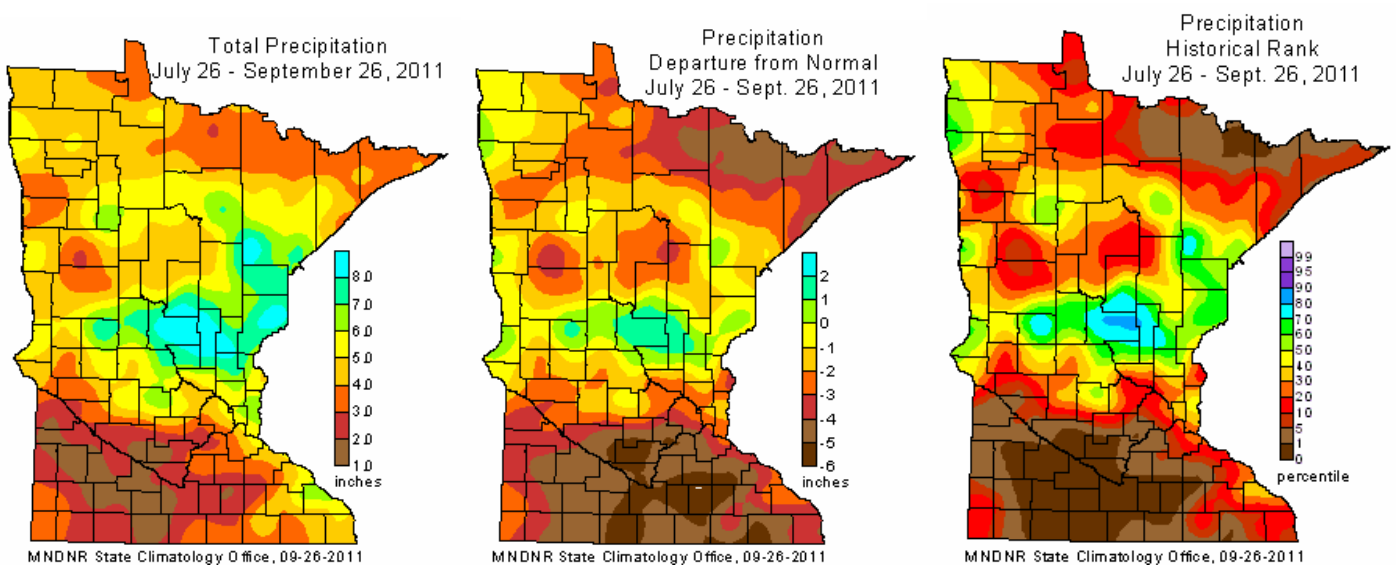 Total Precipitation
July 26 - September 26, 2011
8.0
7.0
6.0
5.0
4.0
3.0
2.0
1.0
inches
MNDNR State Climatology Office, 09-26-2011
Precipitation
Departure from Normal
July 26 - Sept. 26, 2011
2
1
0
-1
-2
-3
-4
-5
-6
inches
MNDNR State Climatology Office, 09-26-2011
Precipitation
Historical Rank
July 26 - Sept. 26, 2011
99
95
90
80
70
60
50
40
30
20
10
5
1
0
percentile
MNDNR State Climatology Office, 09-26-2011